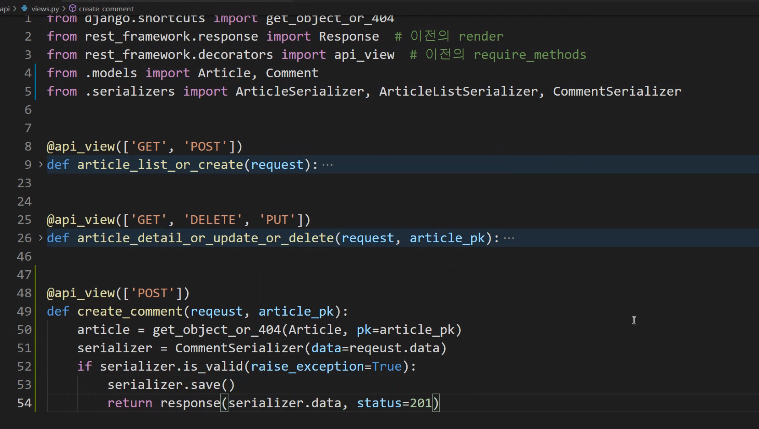 api > views.py > create_comment
1 from django.shortcuts import get_object_or_404
2 from rest_framework.response import Response  # 이전의 render
3 from rest_framework.decorators import api_view  # 이전의 require_methods
4 from .models import Article, Comment
5 from .serializers import ArticleSerializer, ArticleListSerializer, CommentSerializer
6
7
8 @api_view(['GET', 'POST'])
9 > def article_list_or_create(request): ···
23
24
25 @api_view(['GET', 'DELETE', 'PUT'])
26 > def article_detail_or_update_or_delete(request, article_pk): ···
46
47
48 @api_view(['POST'])
49 def create_comment(reqeust, article_pk):
50     article = get_object_or_404(Article, pk=article_pk)
51     serializer = CommentSerializer(data=reqeust.data)
52     if serializer.is_valid(raise_exception=True):
53         serializer.save()
54         return response(serializer.data, status=201)